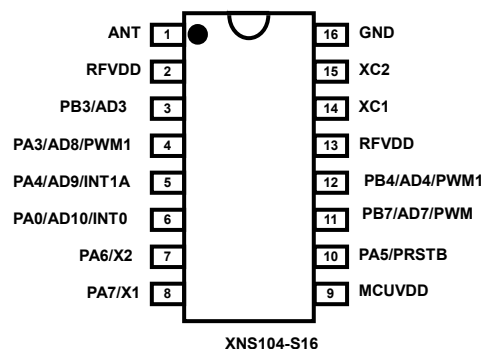 ANT 1 16 GND
RFVDD 2 15 XC2
PB3/AD3 3 14 XC1
PA3/AD8/PWM1 4 13 RFVDD
PA4/AD9/INT1A 5 12 PB4/AD4/PWM1
PA0/AD10/INT0 6 11 PB7/AD7/PWM
PA6/X2 7 10 PA5/PRSTB
PA7/X1 8 9 MCUVDD
XNS104-S16